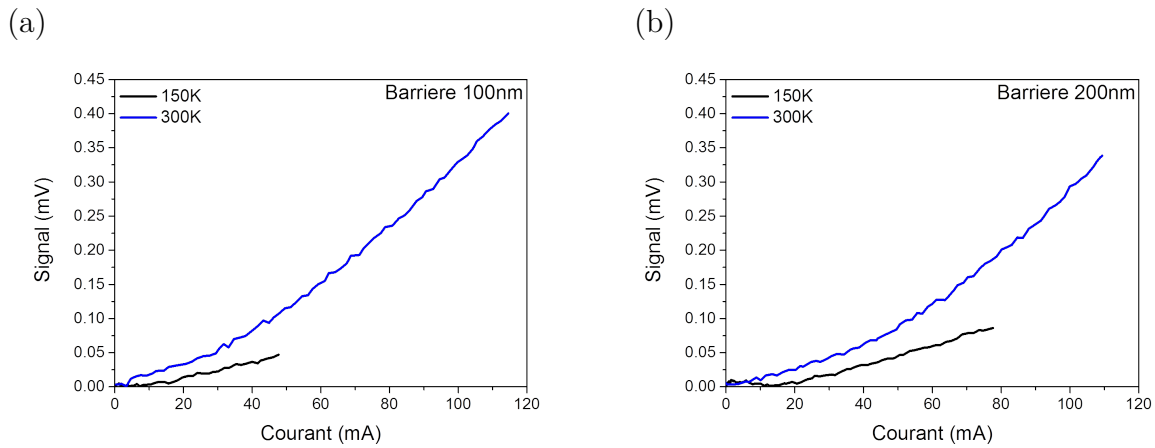 (a)
Barriere 100nm
150K
300K
0.45
0.40
0.35
0.30
0.25
0.20
0.15
0.10
0.05
0.00
Signal (mV)
0 20 40 60 80 100 120
Courant (mA)
(b)
Barriere 200nm
150K
300K
0.45
0.40
0.35
0.30
0.25
0.20
0.15
0.10
0.05
0.00
Signal (mV)
0 20 40 60 80 100 120
Courant (mA)